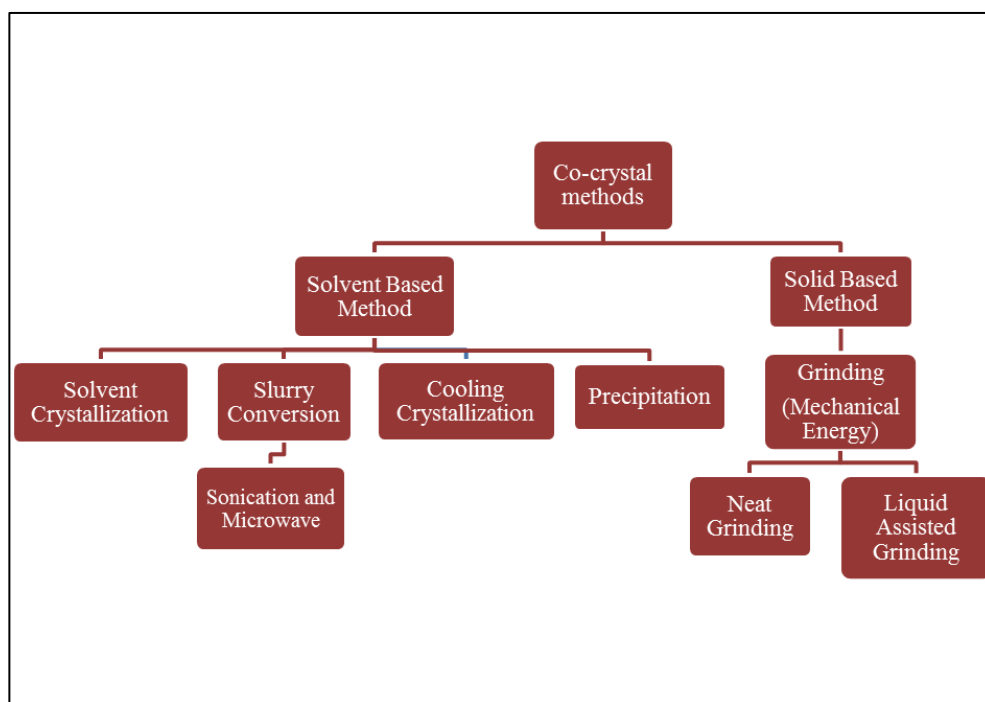 Co-crystal
methods
Solvent Based
Method
Solid Based
Method
Solvent
Crystallization
Slurry
Conversion
Cooling
Crystallization
Precipitation
Grinding
(Mechanical
Energy)
Sonication and
Microwave
Neat
Grinding
Liquid
Assisted
Grinding